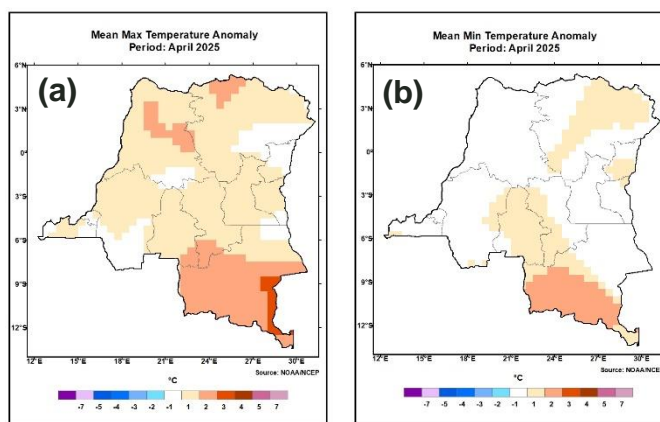 Mean Max Temperature Anomaly
Period: April 2025
(a)
6°N
3°N
0°
3°S
6°S
9°S
12°S
12°E 15°E 18°E 21°E 24°E 27°E 30°E
Source: NOAA/NCEP
°C
-7 -5 -4 -3 -2 -1 1 2 3 4 5 7
Mean Min Temperature Anomaly
Period: April 2025
(b)
6°N
3°N
0°
3°S
6°S
9°S
12°S
12°E 15°E 18°E 21°E 24°E 27°E 30°E
Source: NOAA/NCEP
°C
-7 -5 -4 -3 -2 -1 1 2 3 4 5 7